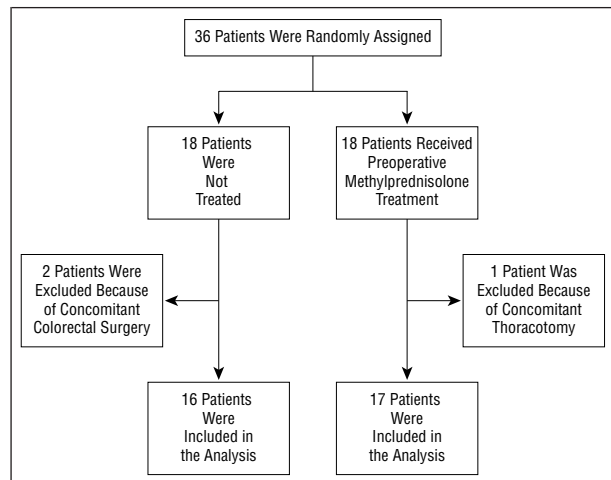 36 Patients Were Randomly Assigned
18 Patients
Were
Not
Treated
18 Patients Received
Preoperative
Methylprednisolone
Treatment
2 Patients Were
Excluded Because
of Concomitant
Colorectal Surgery
1 Patient Was
Excluded Because
of Concomitant
Thoracotomy
16 Patients
Were
Included in
the Analysis
17 Patients
Were
Included in
the Analysis